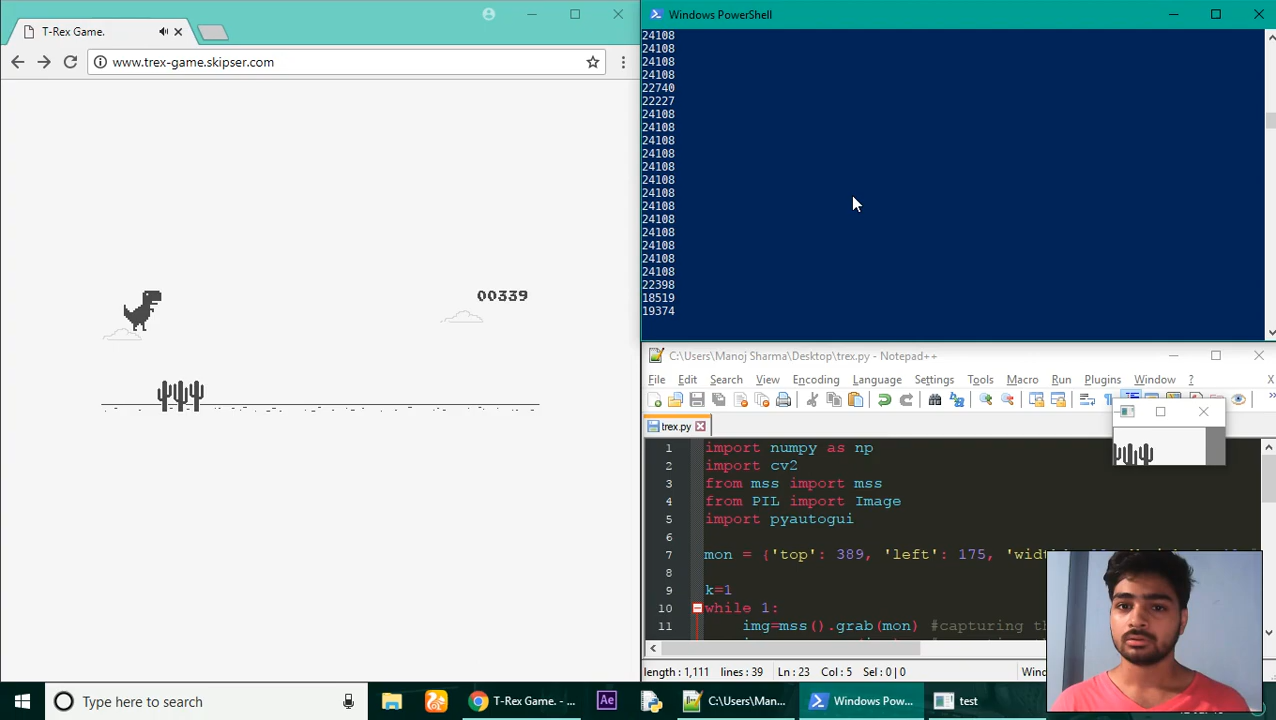 T-Rex Game.
www.trex-game.skipser.com
00339
Windows PowerShell
24108
24108
24108
24108
22740
22227
24108
24108
24108
24108
24108
24108
24108
24108
24108
24108
24108
24108
24108
22398
18519
19374
C:\Users\Manoj Sharma\Desktop\trex.py - Notepad++
File Edit Search View Encoding Language Settings Tools Macro Run Plugins Window ?
X
trex.py
1 import numpy as np
2 import cv2
3 from mss import mss
4 from PIL import Image
5 import pyautogui
6
7 mon = {'top': 389, 'left': 175,
8
9 k=1
10 while 1:
11 img=mss().grab(mon) #capturing
length : 1,111 lines : 39 Ln : 23 Col : 5 Sel : 0 | 0
Type here to search
T-Rex Game. - ...
Ae
C:\Users\Man...
Windows Pow...
test